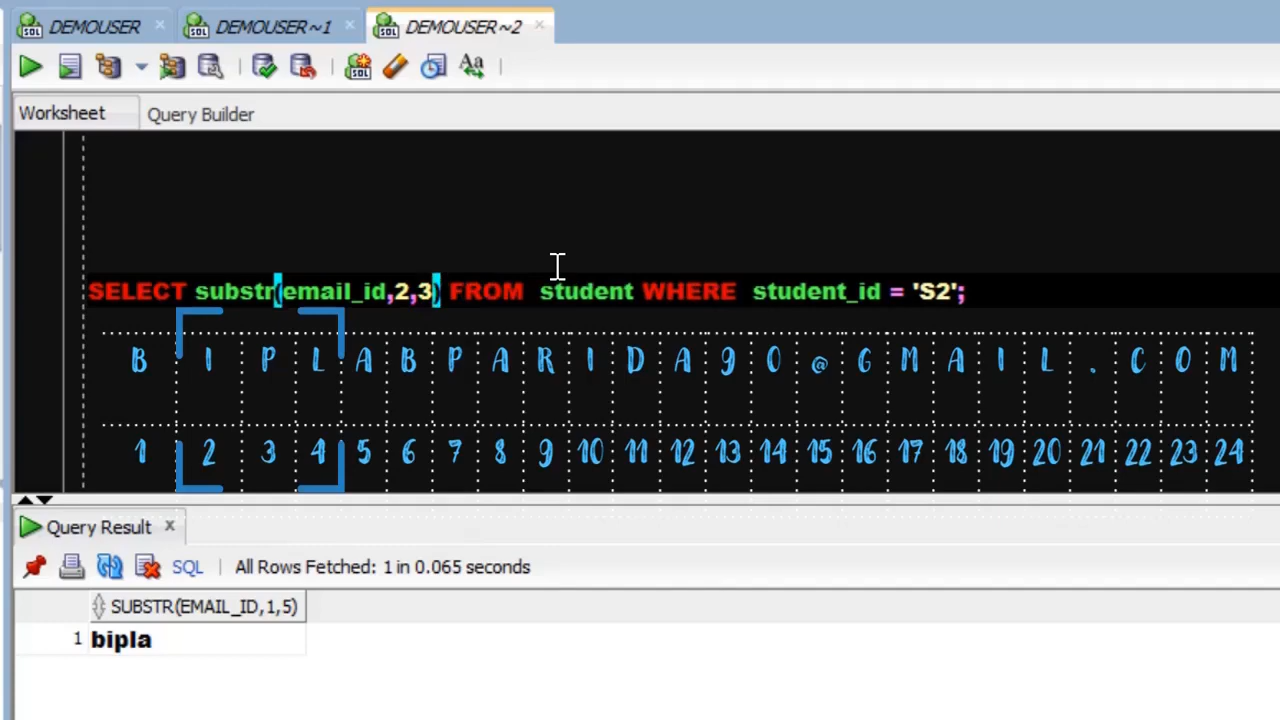 DEMOUSER DEMOUSER~1 DEMOUSER~2
Worksheet Query Builder
SELECT substr(email_id,2,3) FROM student WHERE student_id = 'S2';
B I P L A B P A R I D A 9 0 @ G M A I L . C O M
1 2 3 4 5 6 7 8 9 10 11 12 13 14 15 16 17 18 19 20 21 22 23 24
Query Result x
SQL | All Rows Fetched: 1 in 0.065 seconds
SUBSTR(EMAIL_ID,1,5)
1 bipla